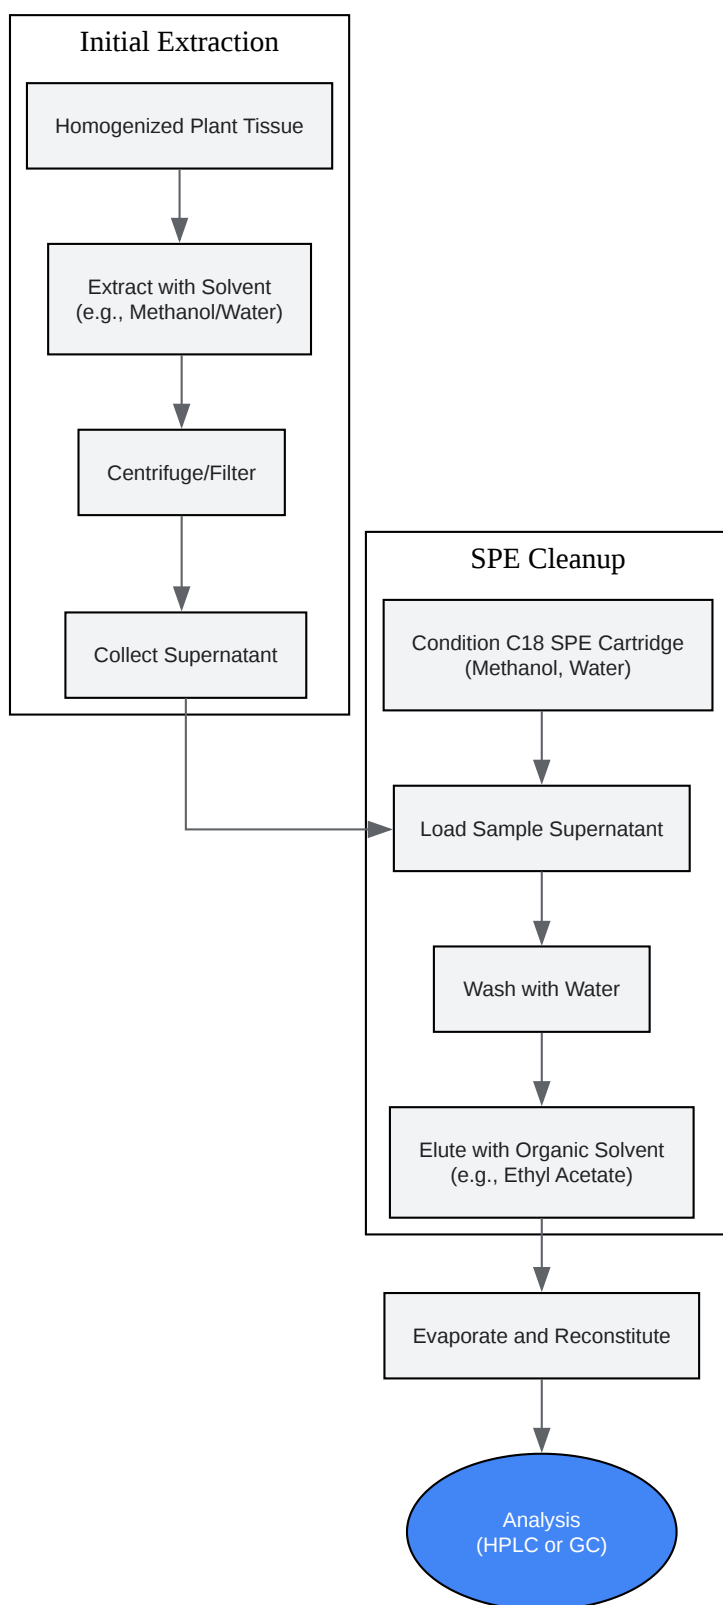 Initial Extraction
Homogenized Plant Tissue
Extract with Solvent
(e.g., Methanol/Water)
Centrifuge/Filter
Collect Supernatant
SPE Cleanup
Condition C18 SPE Cartridge
(Methanol, Water)
Load Sample Supernatant
Wash with Water
Elute with Organic Solvent
(e.g., Ethyl Acetate)
Evaporate and Reconstitute
Analysis
(HPLC or GC)